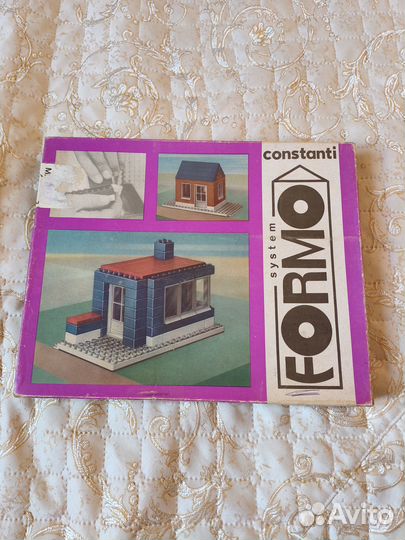 constanti
system
FORMO
M.
Avito